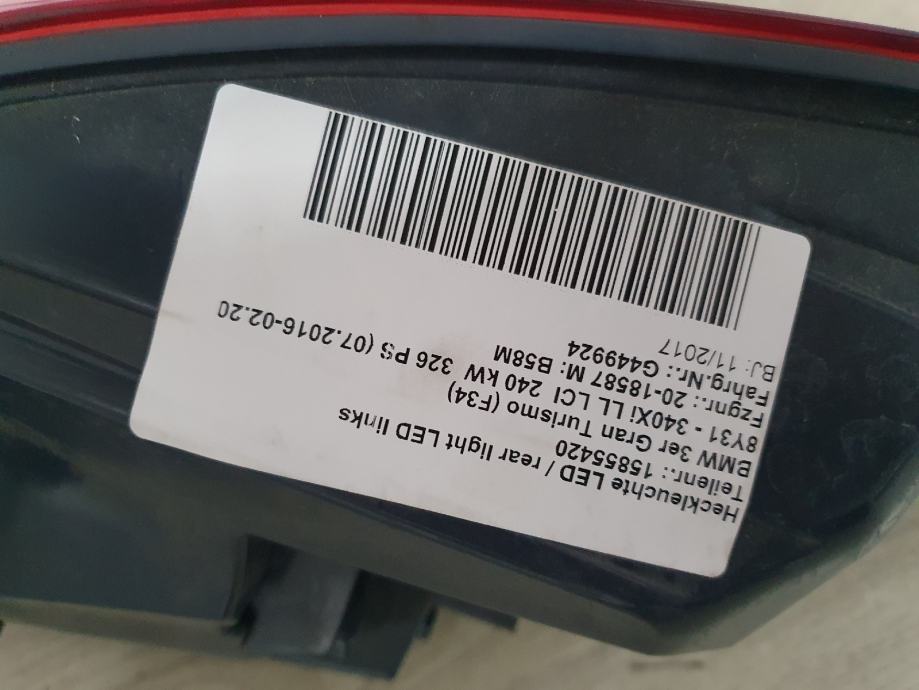 Heckleuchte LED / rear light LED links
Teilenr.: 15855420
BMW 3er Gran Turismo (F34)
8Y31 - 340Xi LL LCI 240 kW 326 PS (07.2016-02.20
Fzgnr.: 20-18587 M: B58M
Fahrg.Nr.: G449924
BJ: 11/2017